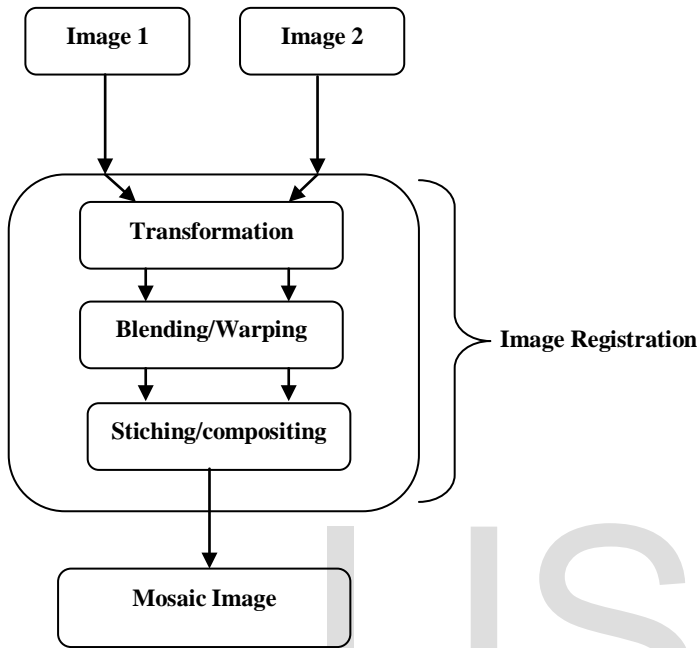 Image 1
Image 2
Transformation
Blending/Warping
Image Registration
Stiching/compositing
Mosaic Image